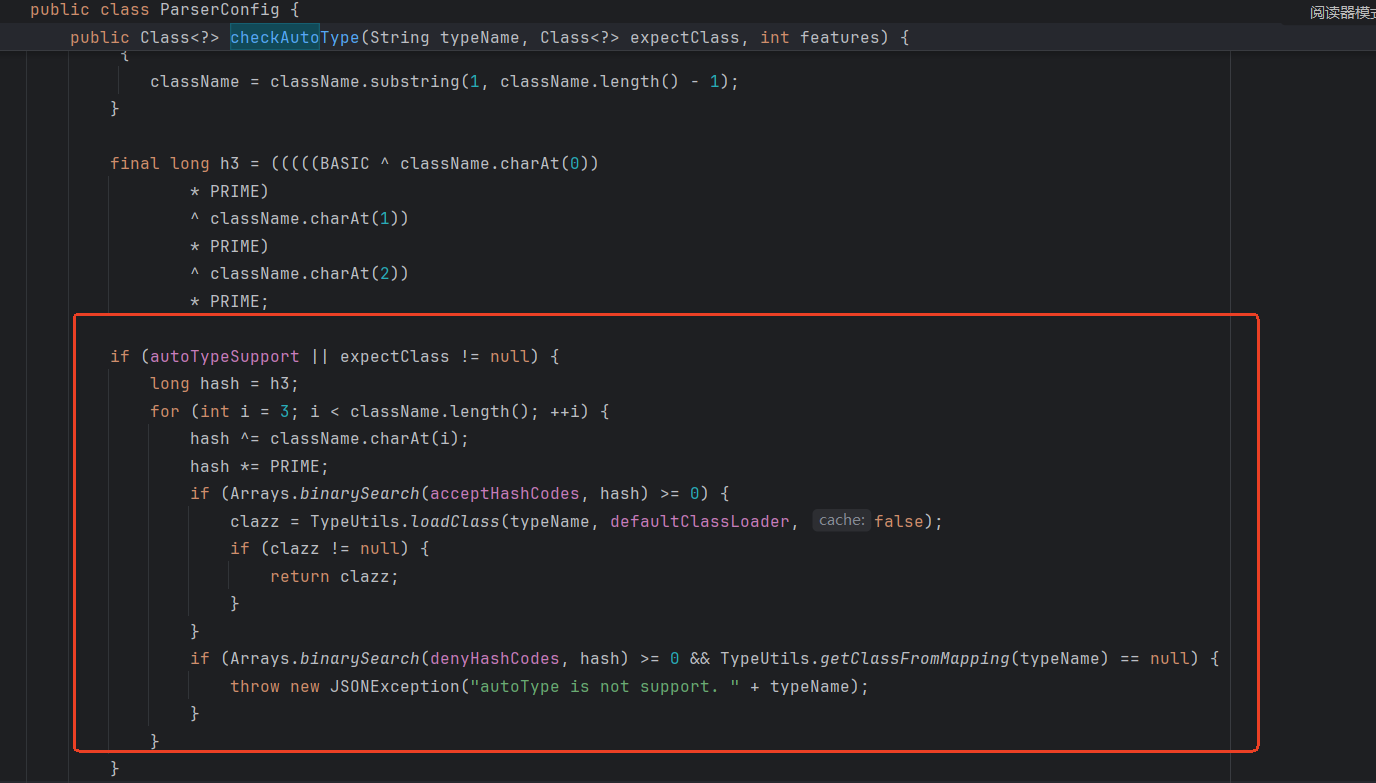 public class ParserConfig {
阅读器模式
public Class<?> checkAutoType(String typeName, Class<?> expectClass, int features) {
{
className = className.substring(1, className.length() - 1);
}
final long h3 = (((((BASIC ^ className.charAt(0))
* PRIME)
^ className.charAt(1))
* PRIME)
^ className.charAt(2))
* PRIME;
if (autoTypeSupport || expectClass != null) {
long hash = h3;
for (int i = 3; i < className.length(); ++i) {
hash ^= className.charAt(i);
hash *= PRIME;
if (Arrays.binarySearch(acceptHashCodes, hash) >= 0) {
clazz = TypeUtils.loadClass(typeName, defaultClassLoader, cache: false);
if (clazz != null) {
return clazz;
}
}
if (Arrays.binarySearch(denyHashCodes, hash) >= 0 && TypeUtils.getClassFromMapping(typeName) == null) {
throw new JSONException("autoType is not support. " + typeName);
}
}
}